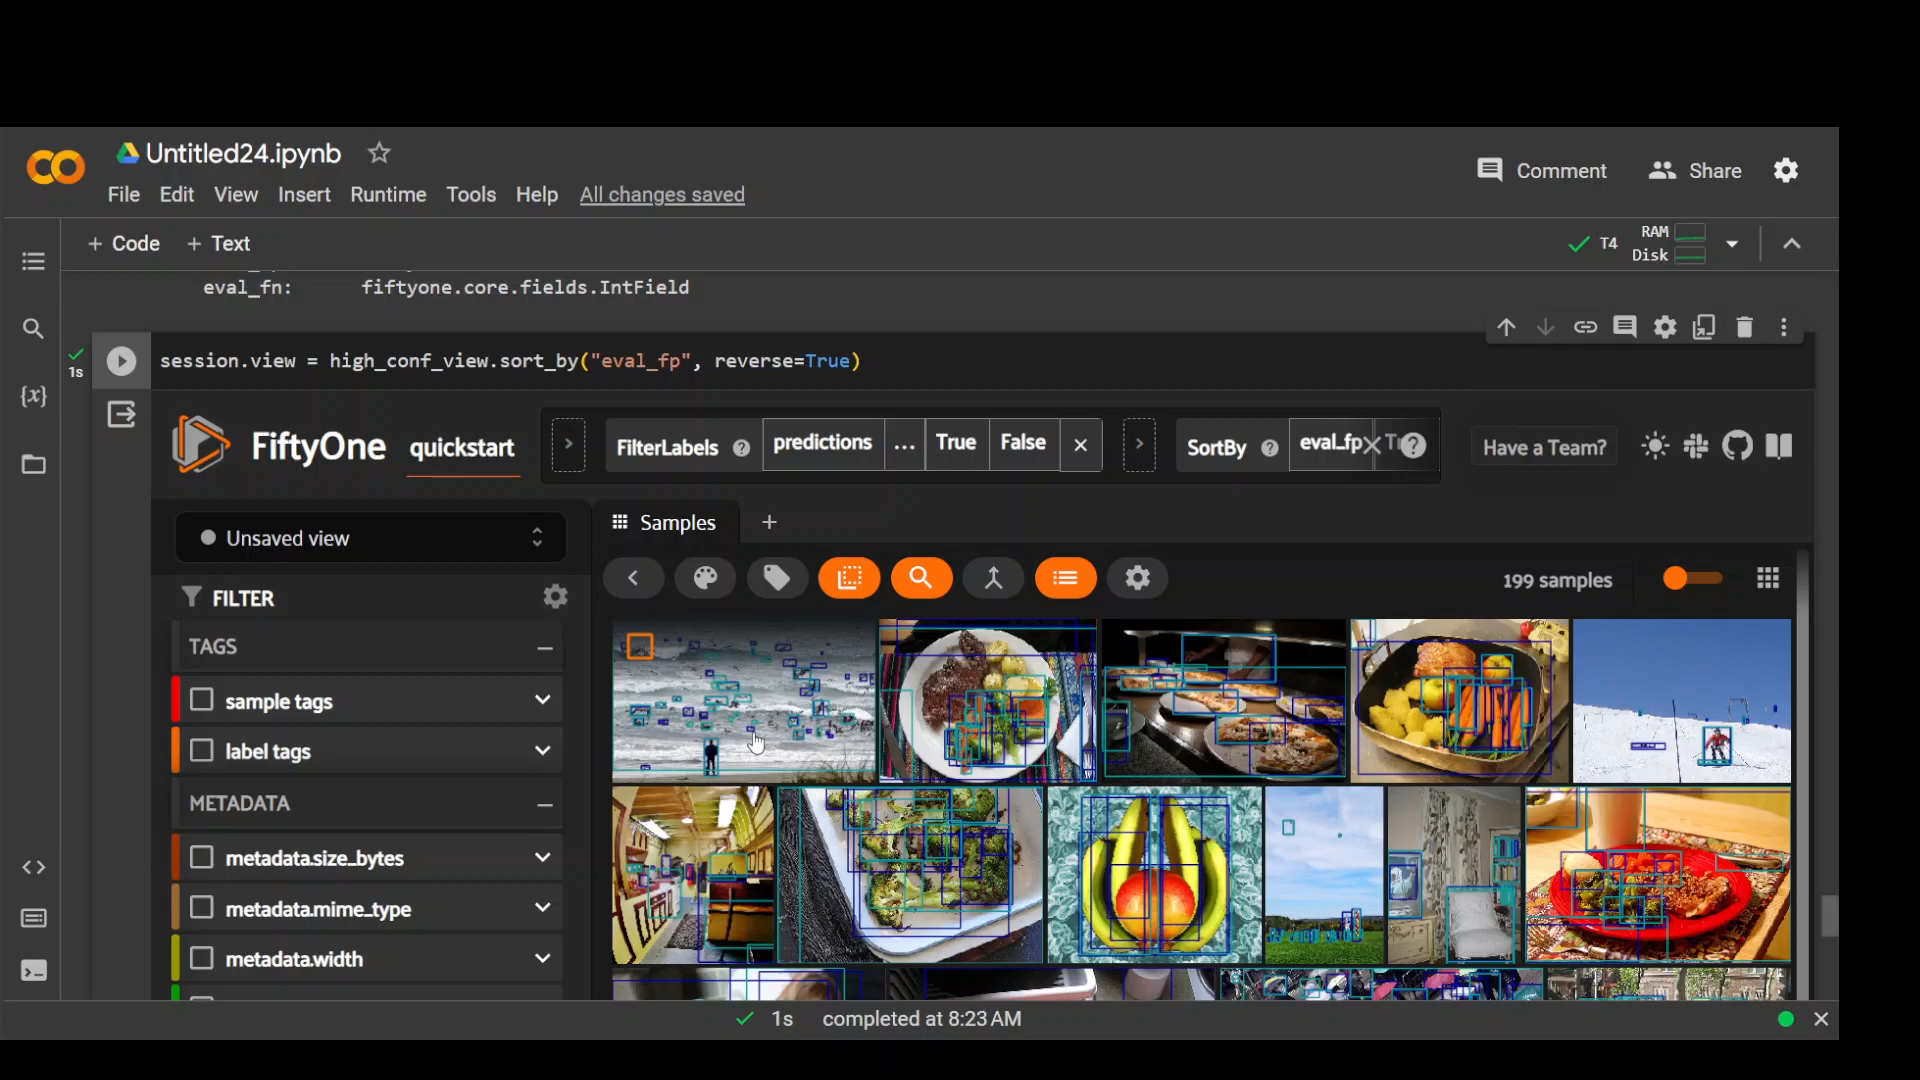 Untitled24.ipynb
Comment
Share
File Edit View Insert Runtime Tools Help All changes saved
+ Code + Text
T4
RAM
Disk
eval_fn: fiftyone.core.fields.IntField
1s
session.view = high_conf_view.sort_by("eval_fp", reverse=True)
{x}
FiftyOne quickstart
FilterLabels ? predictions ... True False
SortBy ? eval_fp Tr ?
Have a Team?
Unsaved view
Samples +
FILTER
199 samples
TAGS
sample tags
label tags
METADATA
metadata.size_bytes
metadata.mime_type
metadata.width
1s completed at 8:23 AM